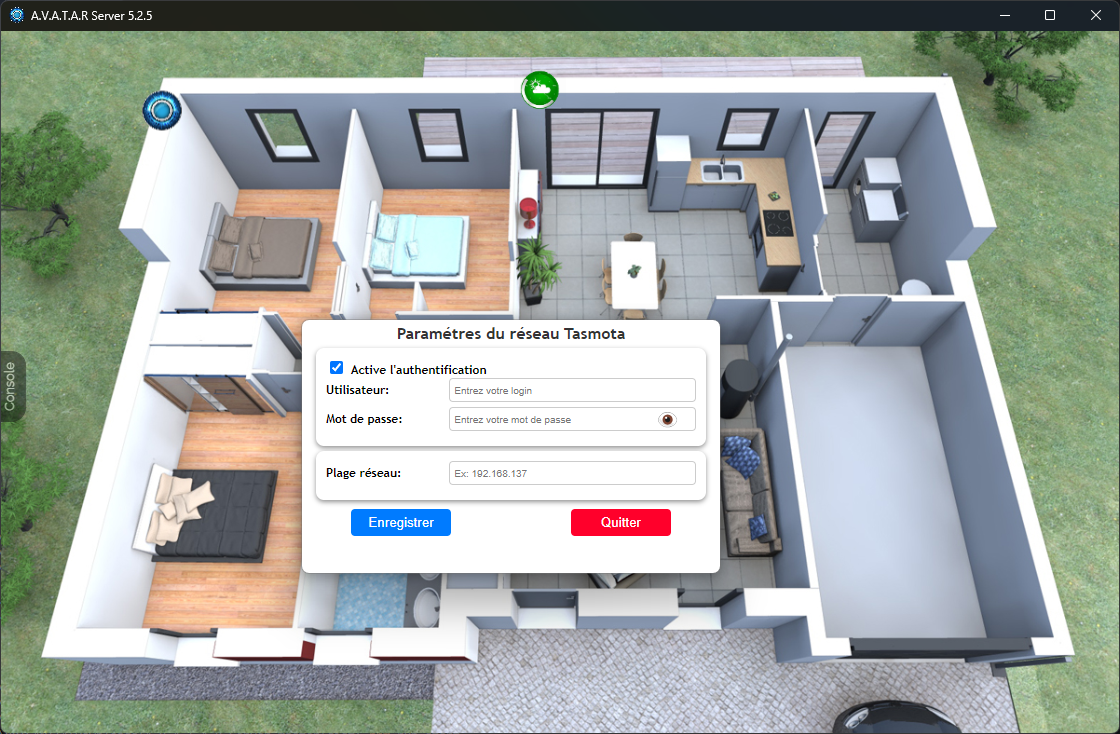 A.V.A.T.A.R Server 5.2.5
Console
Paramétres du réseau Tasmota
Active l'authentification
Utilisateur: Entrez votre login
Mot de passe: Entrez votre mot de passe
Plage réseau: Ex: 192.168.137
Enregistrer Quitter